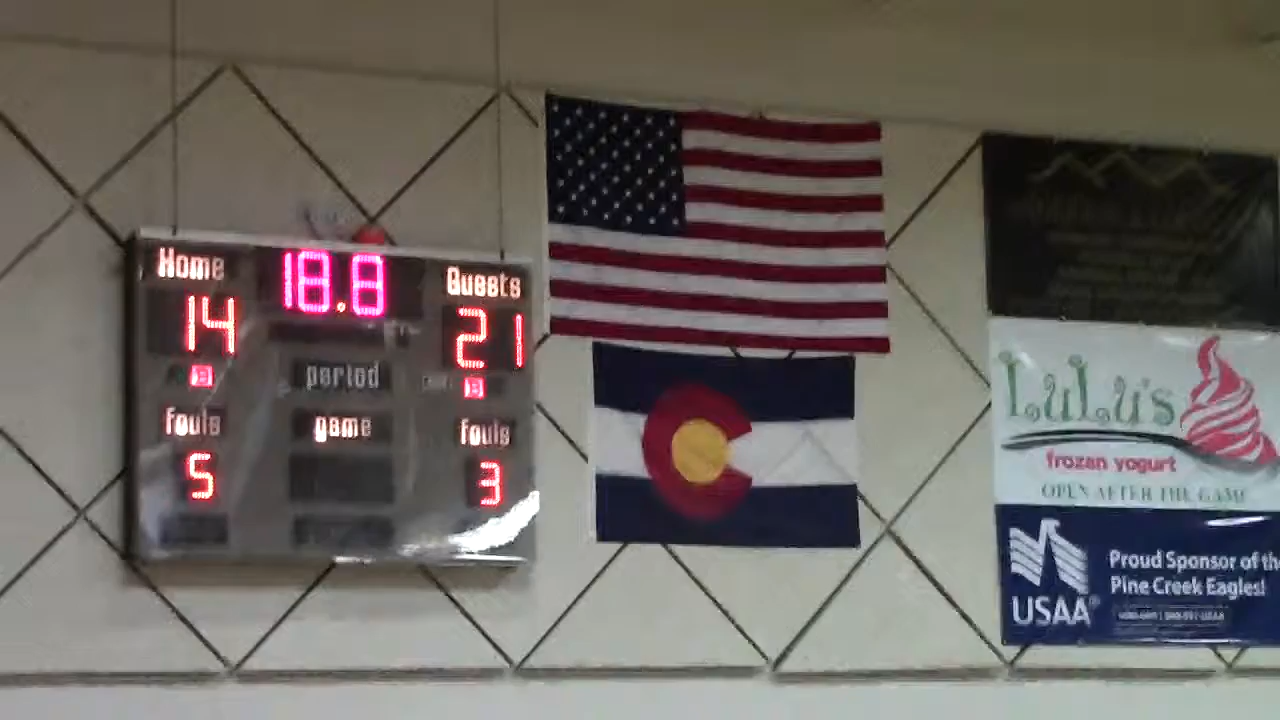 Home
18.8
Guests
14
21
B
B
period
fouls
game
fouls
5
3
LuLu's
frozen yogurt
OPEN AFTER THE GAME
Proud Sponsor of the
Pine Creek Eagles!
USAA®